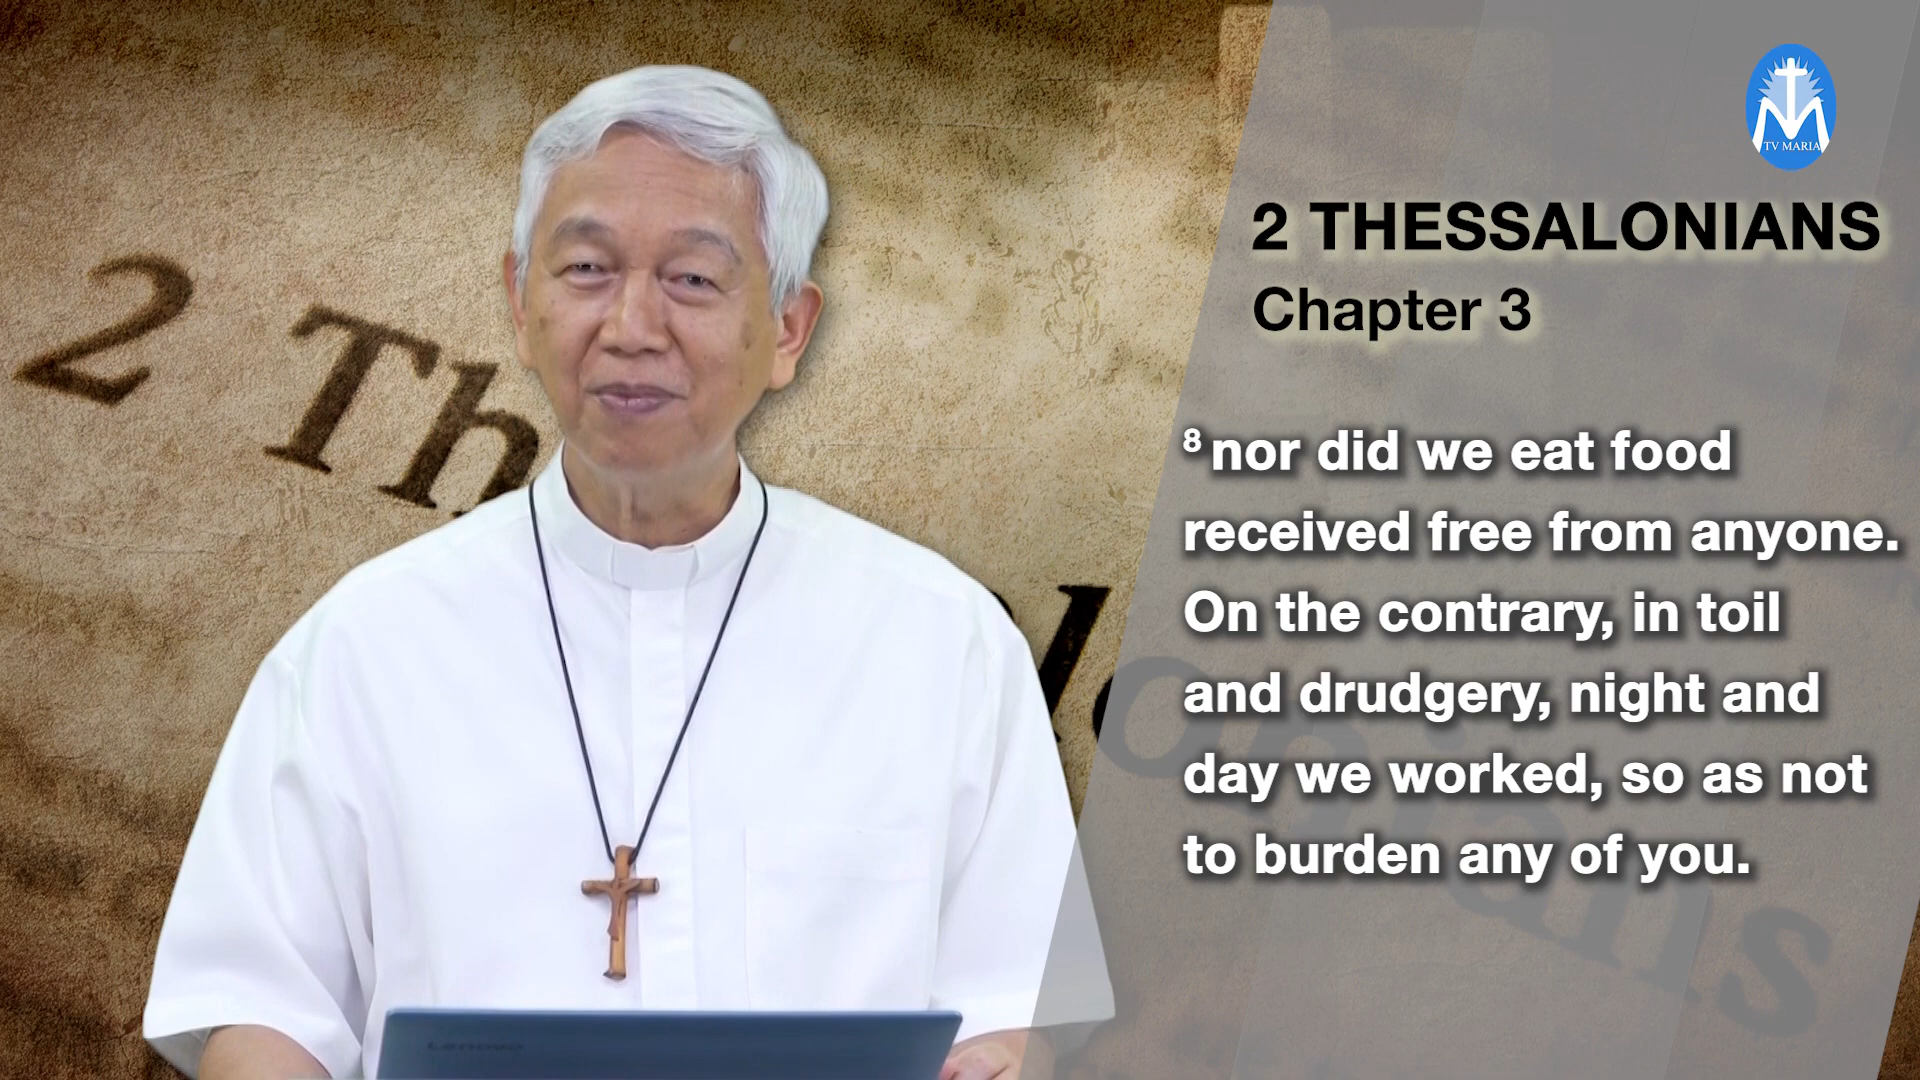 TV MARIA
2 THESSALONIANS
Chapter 3
8 nor did we eat food
received free from anyone.
On the contrary, in toil
and drudgery, night and
day we worked, so as not
to burden any of you.
2 Th
Lenovo